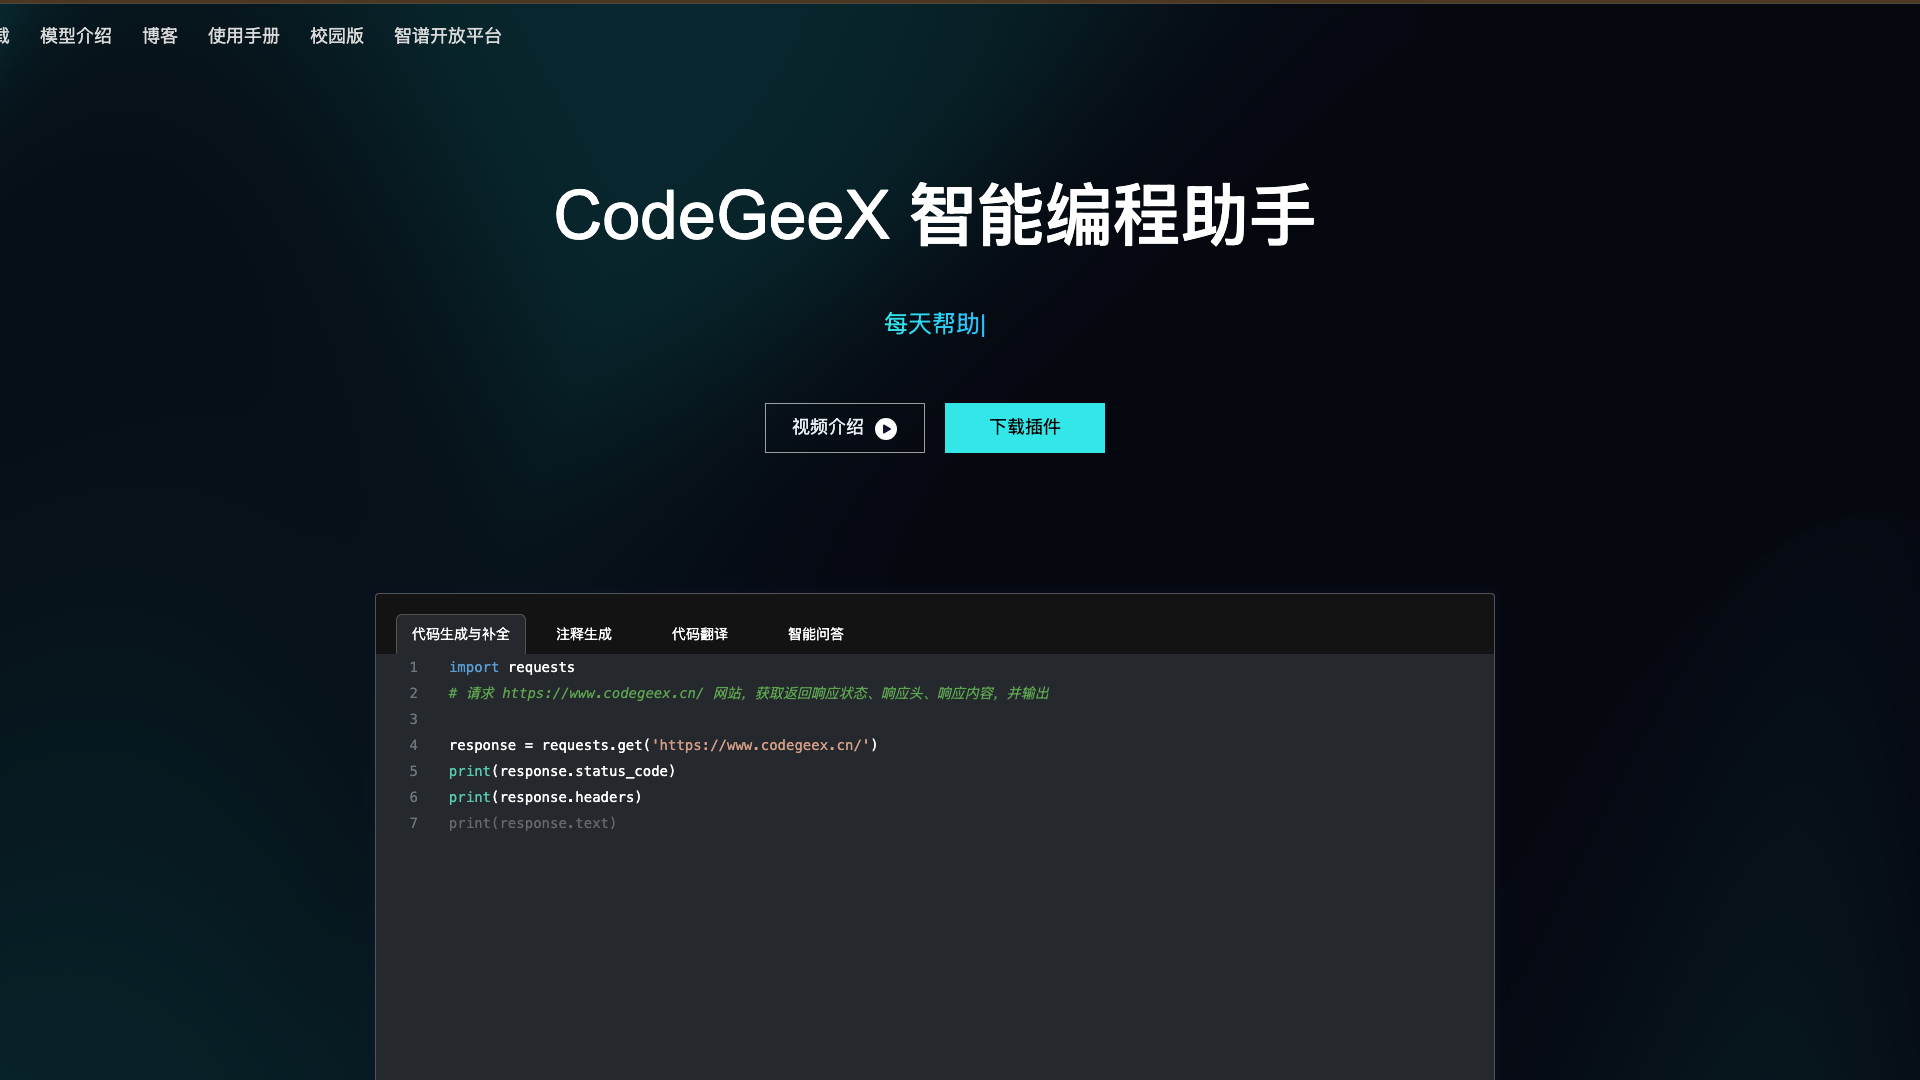 模型介绍 博客 使用手册 校园版 智谱开放平台
CodeGeeX 智能编程助手
每天帮助|
视频介绍 下载插件
代码生成与补全 注释生成 代码翻译 智能问答
1 import requests
2 # 请求 https://www.codegeex.cn/ 网站，获取返回响应状态、响应头、响应内容，并输出
3
4 response = requests.get('https://www.codegeex.cn/')
5 print(response.status_code)
6 print(response.headers)
7 print(response.text)